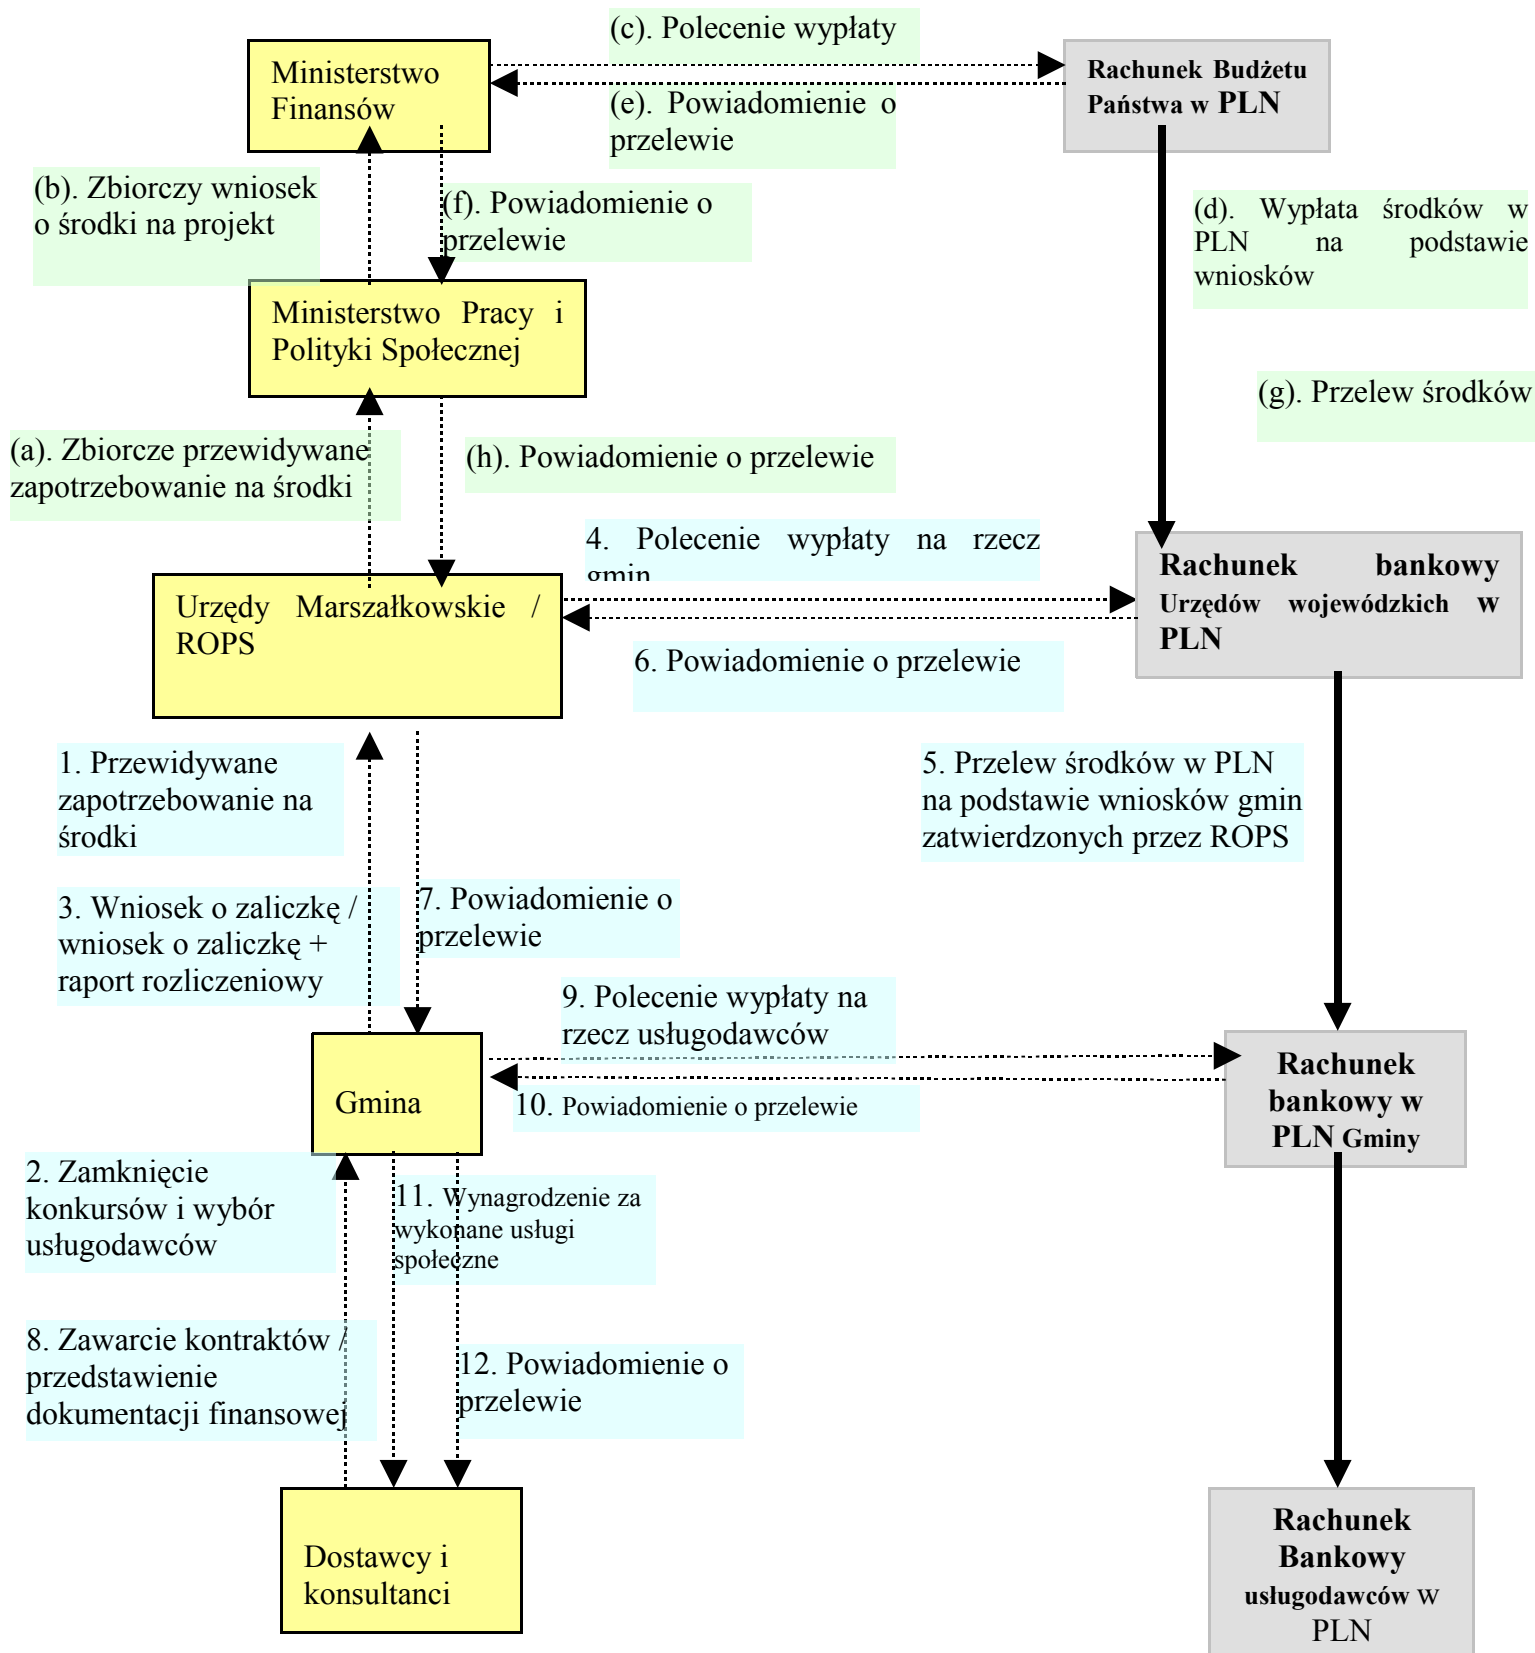 (c). Polecenie wypłaty
Ministerstwo
Finansów
Rachunek Budżetu
Państwa w PLN
(e). Powiadomienie o
przelewie
(b). Zbiorczy wniosek
o środki na projekt
(f). Powiadomienie o
przelewie
(d). Wypłata środków w
PLN na podstawie
wniosków
Ministerstwo Pracy i
Polityki Społecznej
(g). Przelew środków
(a). Zbiorcze przewidywane
zapotrzebowanie na środki
(h). Powiadomienie o przelewie
4. Polecenie wypłaty na rzecz
gmin
Urzędy Marszałkowskie /
ROPS
Rachunek bankowy
Urzędów wojewódzkich w
PLN
6. Powiadomienie o przelewie
1. Przewidywane
zapotrzebowanie na
środki
5. Przelew środków w PLN
na podstawie wniosków gmin
zatwierdzonych przez ROPS
3. Wniosek o zaliczkę /
wniosek o zaliczkę +
raport rozliczeniowy
7. Powiadomienie o
przelewie
9. Polecenie wypłaty na
rzecz usługodawców
Gmina
10. Powiadomienie o przelewie
Rachunek
bankowy w
PLN Gminy
2. Zamknięcie
konkursów i wybór
usługodawców
11. Wynagrodzenie za
wykonane usługi
społeczne
8. Zawarcie kontraktów /
przedstawienie
dokumentacji finansowej
12. Powiadomienie o
przelewie
Dostawcy i
konsultanci
Rachunek
Bankowy
usługodawców w
PLN